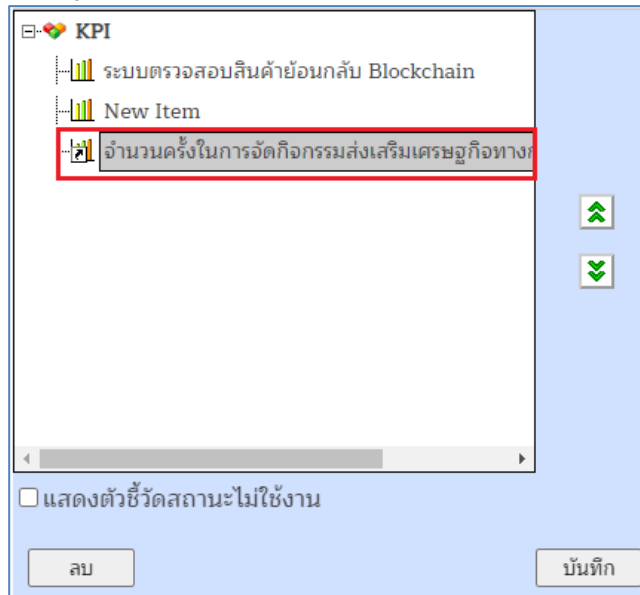 KPI
ระบบตรวจสอบสินค้าย้อนกลับ Blockchain
New Item
จำนวนครั้งในการจัดกิจกรรมส่งเสริมเศรษฐกิจทาง
แสดงตัวชี้วัดสถานะไม่ใช้งาน
ลบ
บันทึก